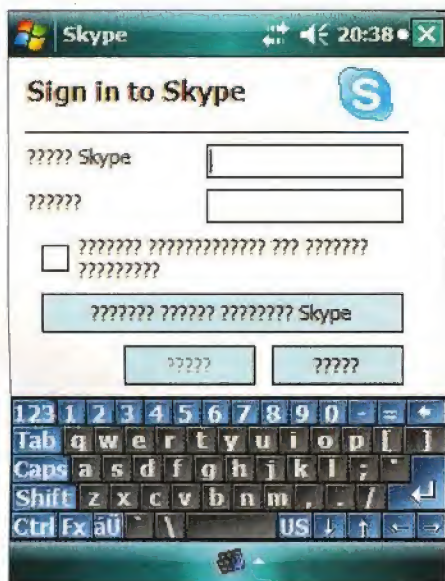 Skype 20:38
Sign in to Skype
S
????? Skype
??????
??????? ????????????? ??? ???????
?????????
??????? ?????? ???????? Skype
????? ?????
123 1 2 3 4 5 6 7 8 9 0 - =
Tab q w e r t y u i o p [ ]
Caps a s d f g h j k l ; '
Shift z x c v b n m , . /
Ctrl Fx áÜ ` \ US